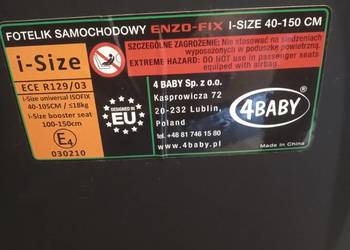 FOTELIK SAMOCHODOWY ENZO-FIX I-SIZE 40-150 CM
i-Size
ECE R129/03
i-Size universal ISOFIX
40-105CM / ≤18kg
i-Size booster seat
100-150cm
E4
030210
SZCZEGÓLNE ZAGROŻENIE: Nie stosować na siedzeniach
wyposażonych w poduszkę powietrzną.
EXTREME HAZARD: DO NOT use in passenger seats
equipped with airbag.
DESIGNED IN
EU
4 BABY Sp. z o.o.
Kasprowicza 72
20-232 Lublin,
Poland
tel.+48 81 746 15 80
www.4baby.pl
4BABY
Made in China